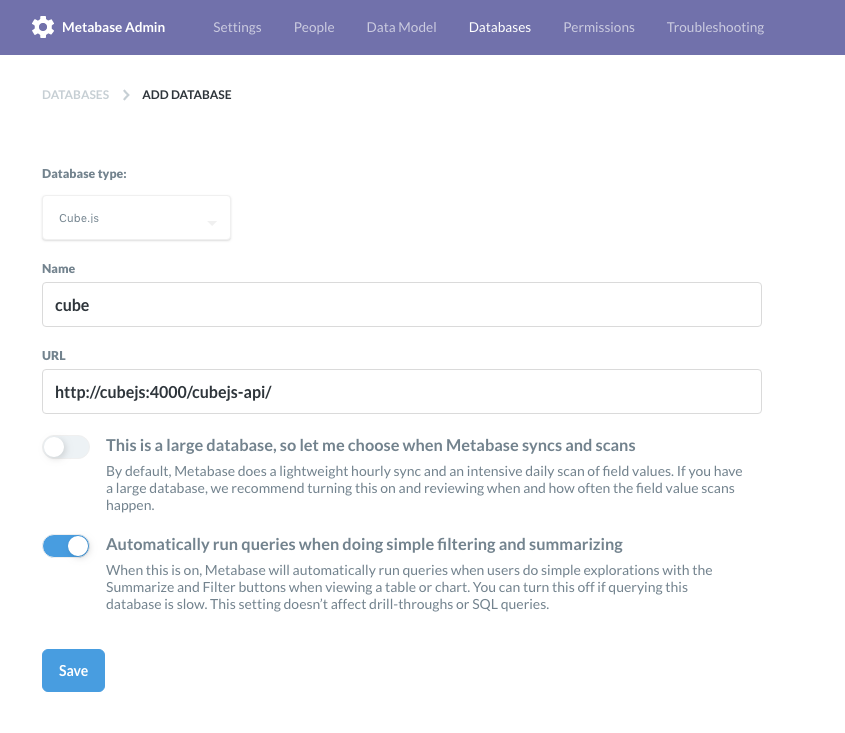 Metabase Admin Settings People Data Model Databases Permissions Troubleshooting
DATABASES ADD DATABASE
Database type:
Cube.js
Name
cube
URL
http://cubejs:4000/cubejs-api/
This is a large database, so let me choose when Metabase syncs and scans
By default, Metabase does a lightweight hourly sync and an intensive daily scan of field values. If you have
a large database, we recommend turning this on and reviewing when and how often the field value scans
happen.
Automatically run queries when doing simple filtering and summarizing
When this is on, Metabase will automatically run queries when users do simple explorations with the
Summarize and Filter buttons when viewing a table or chart. You can turn this off if querying this
database is slow. This setting doesn’t affect drill-throughs or SQL queries.
Save